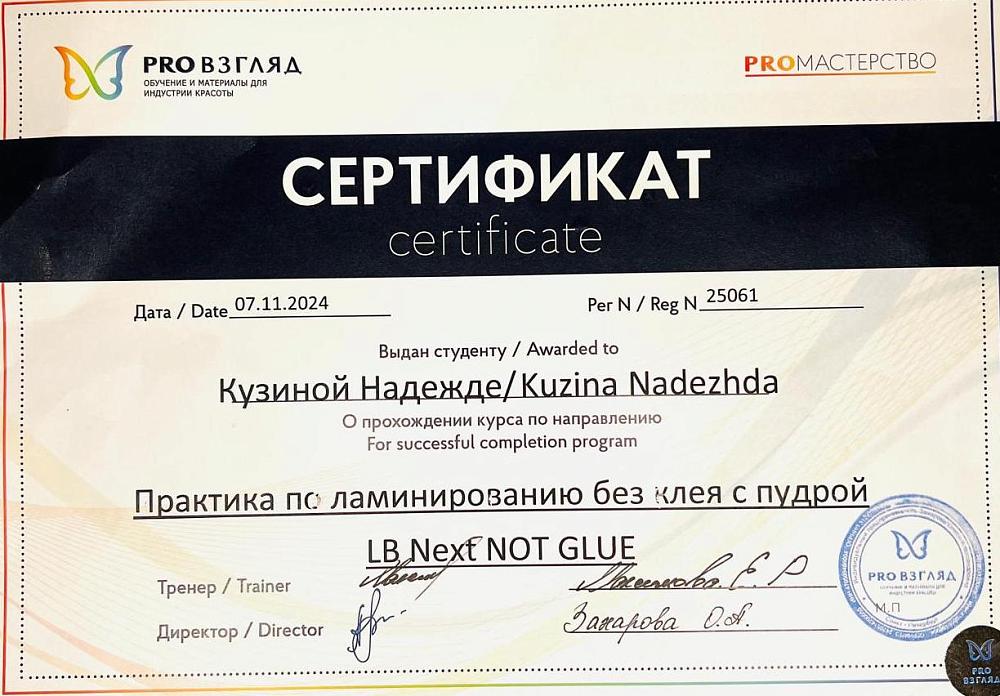 PRO ВЗГЛЯД
ОБУЧЕНИЕ И МАТЕРИАЛЫ ДЛЯ
ИНДУСТРИИ КРАСОТЫ
PROМАСТЕРСТВО
СЕРТИФИКАТ
certificate
Дата / Date 07.11.2024
Рег N / Reg N 25061
Выдан студенту / Awarded to
Кузиной Надежде/Kuzina Nadezhda
О прохождении курса по направлению
For successful completion program
Практика по ламинированию без клея с пудрой
LB Next NOT GLUE
Тренер / Trainer
Е. Р
Директор / Director Захарова О.А.
PRO ВЗГЛЯД
М.П
PRO
ВЗГЛЯД